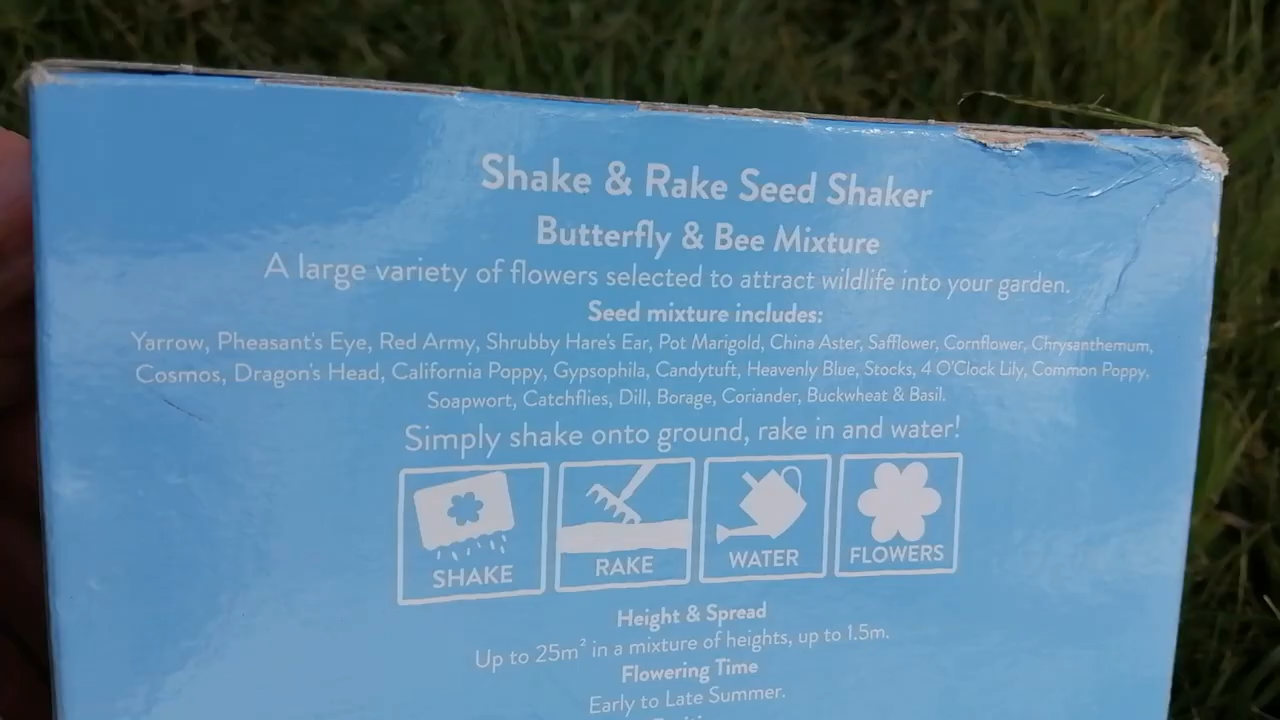 Shake & Rake Seed Shaker
Butterfly & Bee Mixture
A large variety of flowers selected to attract wildlife into your garden.
Seed mixture includes:
Yarrow, Pheasant's Eye, Red Army, Shrubby Hare's Ear, Pot Marigold, China Aster, Safflower, Cornflower, Chrysanthemum,
Cosmos, Dragon's Head, California Poppy, Gypsophila, Candytuft, Heavenly Blue, Stocks, 4 O'Clock Lily, Common Poppy,
Soapwort, Catchflies, Dill, Borage, Coriander, Buckwheat & Basil.
Simply shake onto ground, rake in and water!
SHAKE RAKE WATER FLOWERS
Height & Spread
Up to 25m² in a mixture of heights, up to 1.5m.
Flowering Time
Early to Late Summer.